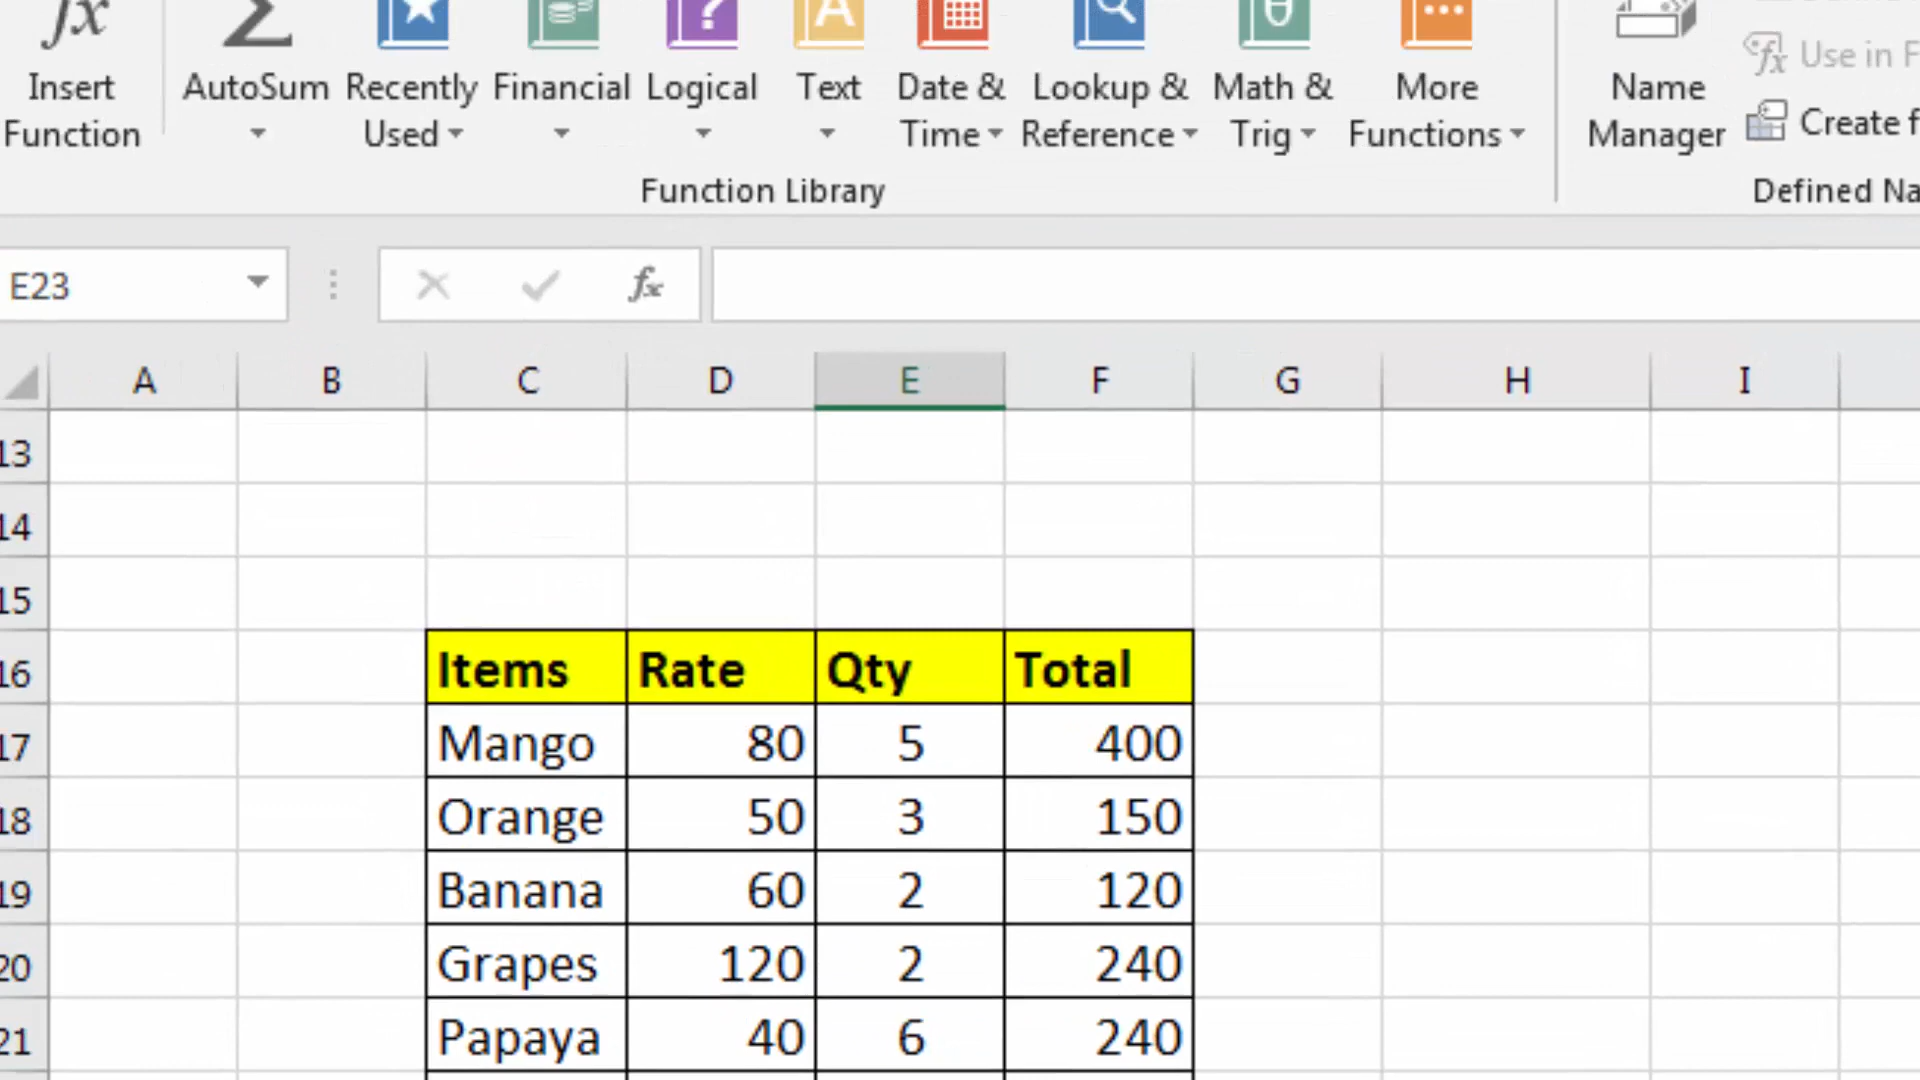 Insert Function
AutoSum
Recently Used
Financial
Logical
Text
Date & Time
Lookup & Reference
Math & Trig
More Functions
Name Manager
Use in F
Create f
Function Library
Defined Na
E23
fx
A B C D E F G H I
13
14
15
16 Items Rate Qty Total
17 Mango 80 5 400
18 Orange 50 3 150
19 Banana 60 2 120
20 Grapes 120 2 240
21 Papaya 40 6 240